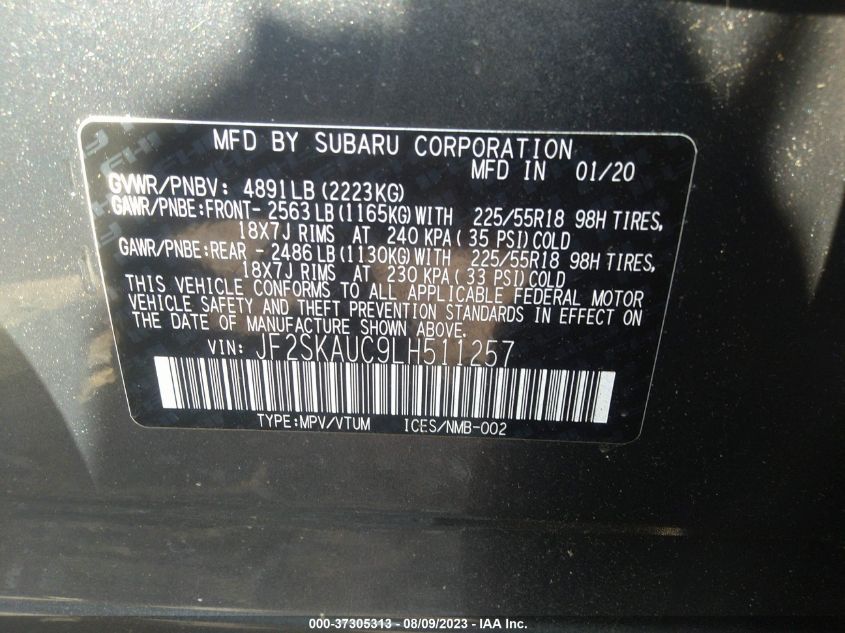 MFD BY SUBARU CORPORATION
MFD IN 01/20
GVWR/PNBV: 4891LB (2223KG)
GAWR/PNBE:FRONT- 2563LB(1165KG)WITH 225/55R18 98H TIRES,
18X7J RIMS AT 240 KPA( 35 PSI)COLD
GAWR/PNBE:REAR - 2486LB(1130KG)WITH 225/55R18 98H TIRES,
18X7J RIMS AT 230 KPA( 33 PSI)COLD
THIS VEHICLE CONFORMS TO ALL APPLICABLE FEDERAL MOTOR
VEHICLE SAFETY AND THEFT PREVENTION STANDARDS IN EFFECT ON
THE DATE OF MANUFACTURE SHOWN ABOVE.
VIN: JF2SKAUC9LH511257
TYPE:MPV/VTUM ICES/NMB-002
000-37305313 - 08/09/2023 - IAA Inc.